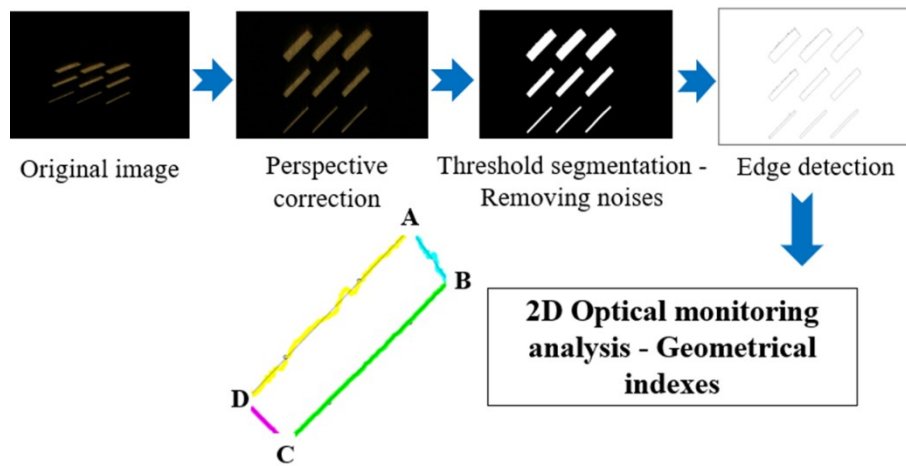 Original image
Perspective
correction
Threshold segmentation -
Removing noises
Edge detection
A
B
D
C
2D Optical monitoring
analysis - Geometrical
indexes